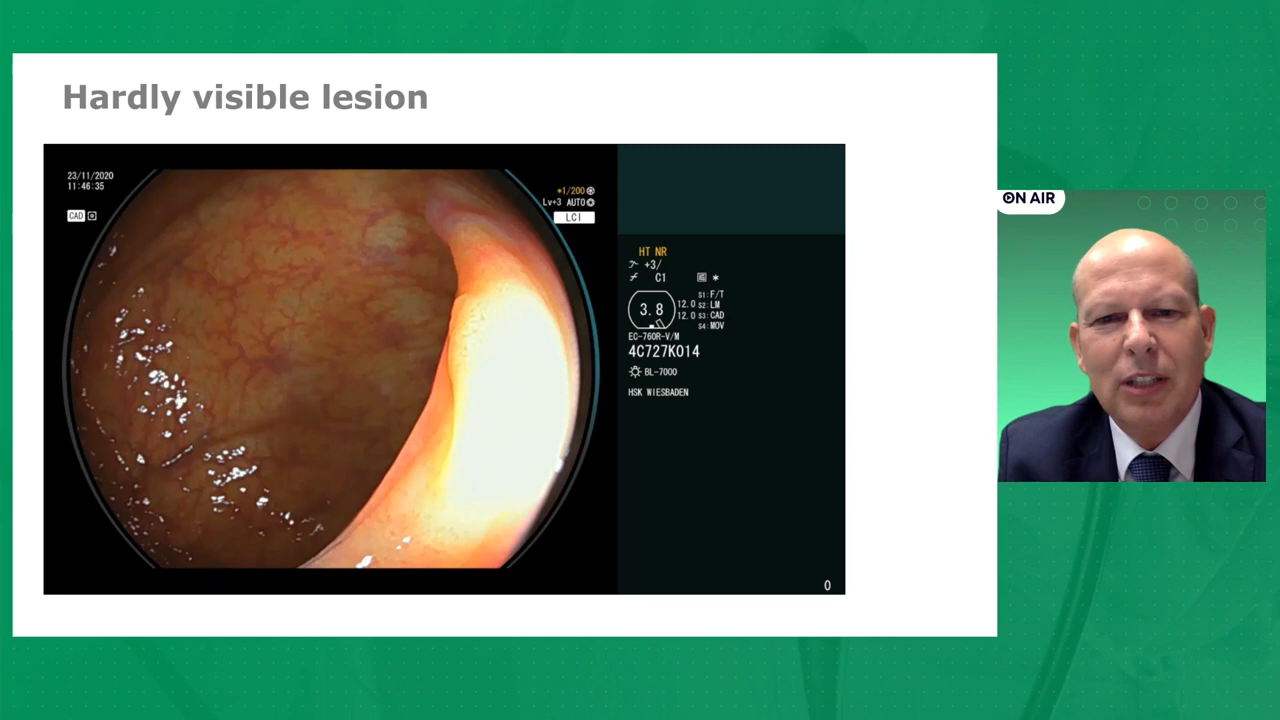 Hardly visible lesion
23/11/2020
11:46:35
CAD
*1/200
Lv+3 AUTO
LCI
HT NR
+3/
C1 *
3.8
12.0
12.0
S1:F/T
S2:LM
S3:CAD
S4:MOV
EC-760R-V/M
4C727K014
BL-7000
HSK WIESBADEN
0
ON AIR